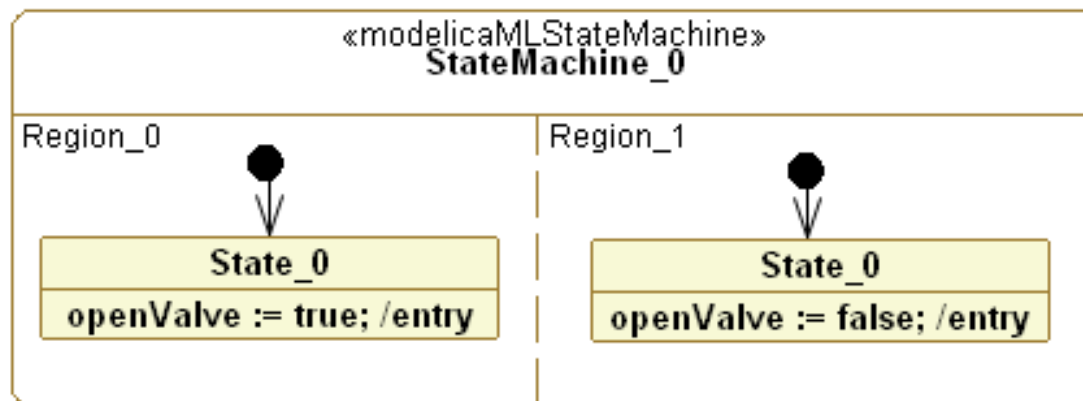 «modelicaMLStateMachine»
StateMachine_0
Region_0
State_0
openValve := true; /entry
Region_1
State_0
openValve := false; /entry